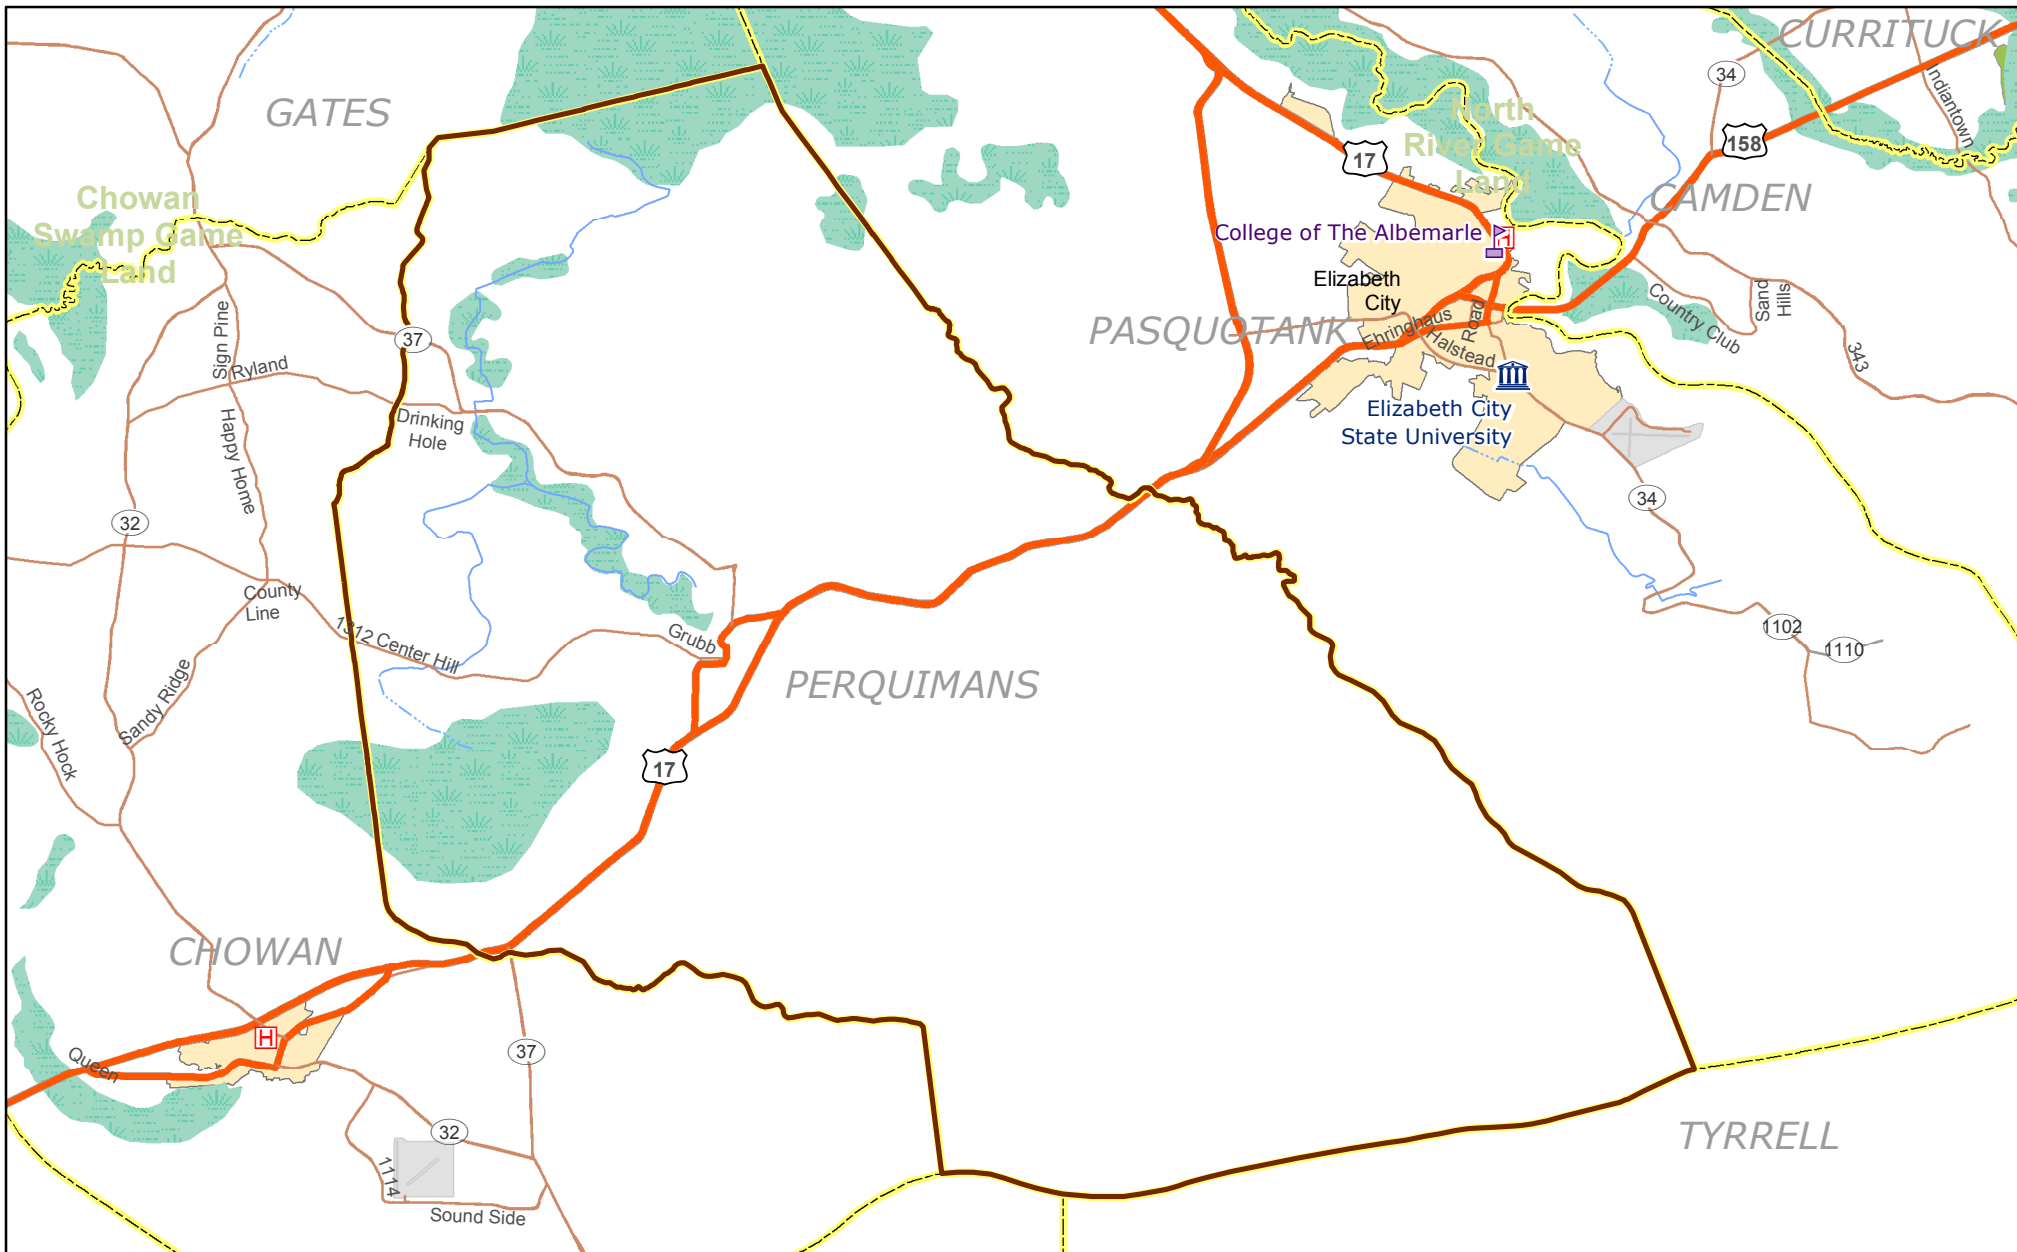 CURRITUCK
34
Indiantown
GATES
North
River Game
Land
158
17
Chowan
Swamp Game
Land
CAMDEN
College of The Albemarle
H
Elizabeth
City
Country Club
Sand
Hills
343
PASQUOTANK
Ehringhaus
Road
Halstead
Sign Pine
Ryland
37
Drinking
Hole
Happy Home
Elizabeth City
State University
34
32
County
Line
1312 Center Hill
Grubb
1102
1110
PERQUIMANS
Sandy Ridge
Rocky Hock
17
CHOWAN
H
Queen
37
32
1114
Sound Side
TYRRELL